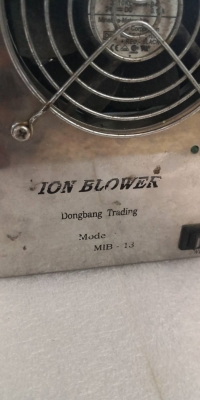 ION BLOWER
Dongbang Trading
Mode
MIB - 13